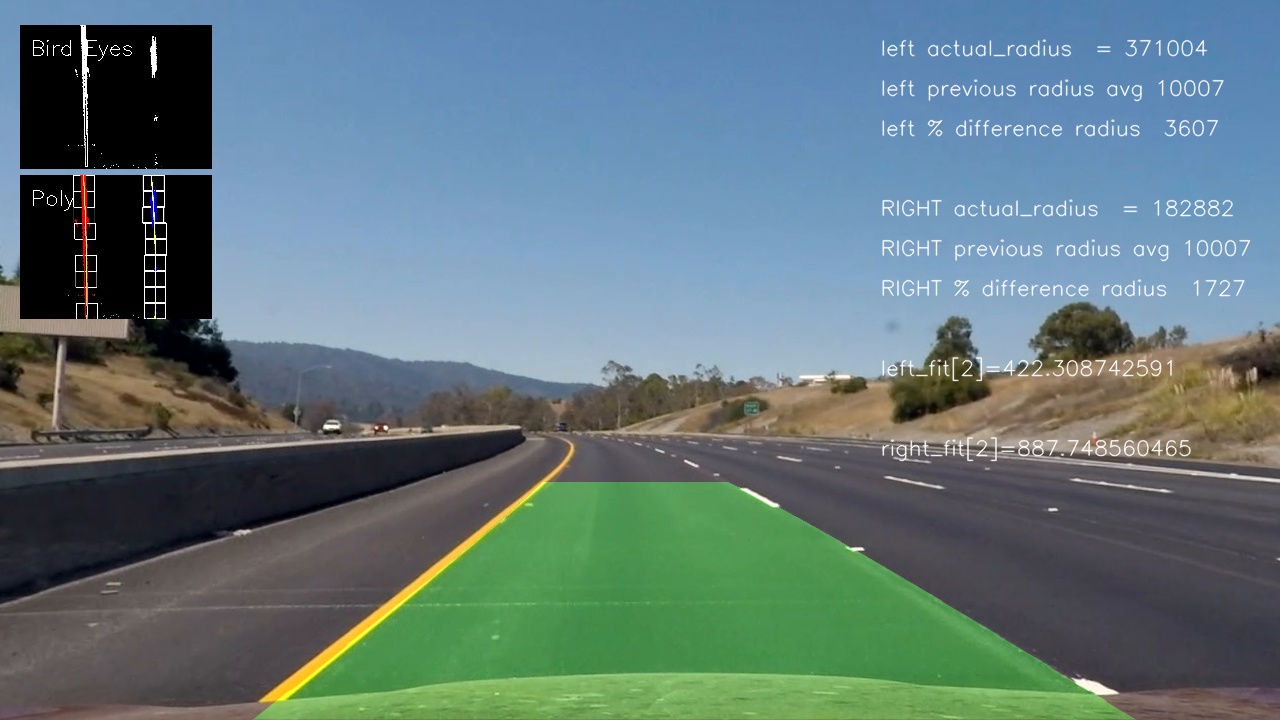 Bird Eyes
Poly
left actual_radius = 371004
left previous radius avg 10007
left % difference radius 3607
RIGHT actual_radius = 182882
RIGHT previous radius avg 10007
RIGHT % difference radius 1727
left_fit[2]=422.308742591
right_fit[2]=887.748560465